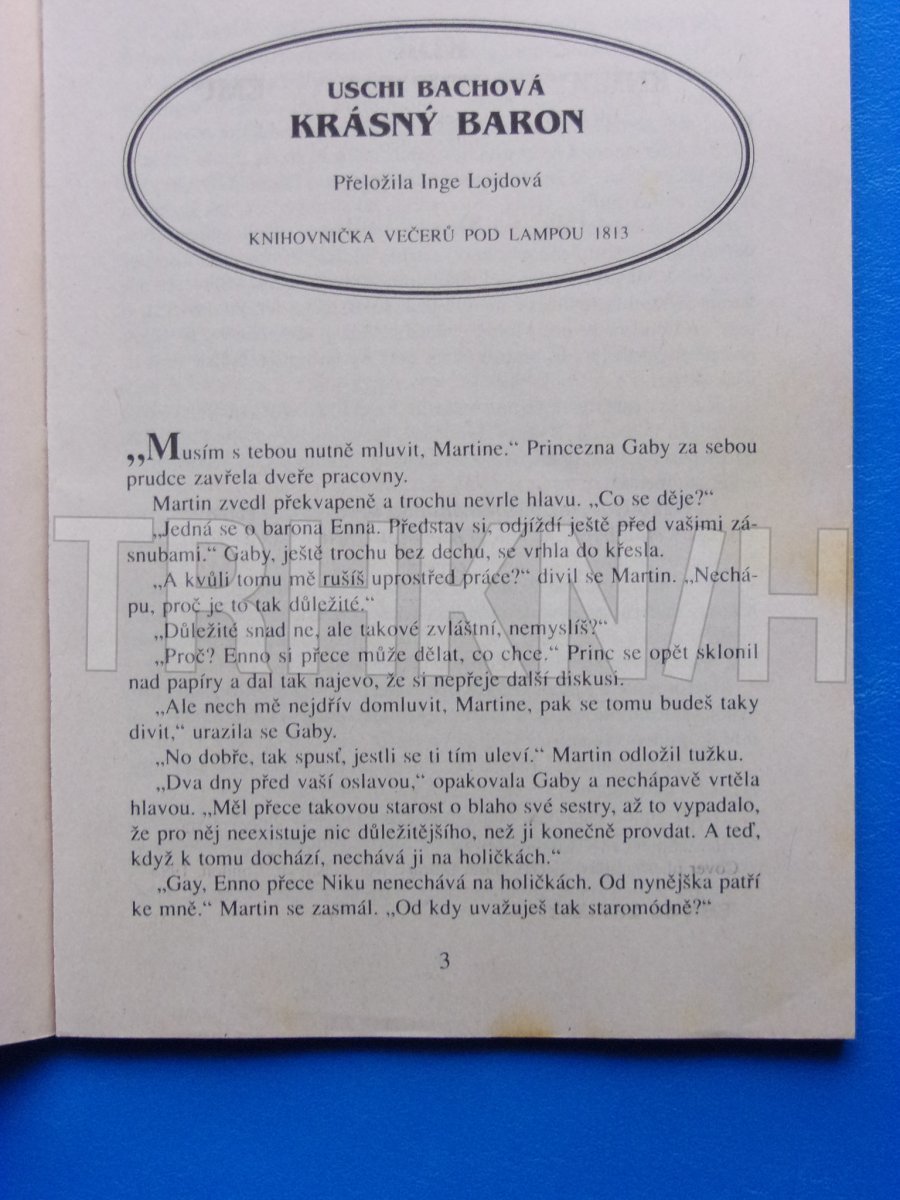 USCHI BACHOVÁ
KRÁSNÝ BARON
Přeložila Inge Lojdová
KNIHOVNIČKA VEČERŮ POD LAMPOU 1813
„Musím s tebou nutně mluvit, Martine.“ Princezna Gaby za sebou
prudce zavřela dveře pracovny.
Martin zvedl překvapeně a trochu nevrle hlavu. „Co se děje?“
„Jedná se o barona Enna. Představ si, odjíždí ještě před vašimi zá-
snubami.“ Gaby, ještě trochu bez dechu, se vrhla do křesla.
„A kvůli tomu mě rušíš uprostřed práce?“ divil se Martin. „Nechá-
pu, proč je to tak důležité.“
„Důležité snad ne, ale takové zvláštní, nemyslíš?“
„Proč? Enno si přece může dělat, co chce.“ Princ se opět sklonil
nad papíry a dal tak najevo, že si nepřeje další diskusi.
„Ale nech mě nejdřív domluvit, Martine, pak se tomu budeš taky
divit,“ urazila se Gaby.
„No dobře, tak spusť, jestli se ti tím uleví.“ Martin odložil tužku.
„Dva dny před vaší oslavou,“ opakovala Gaby a nechápavě vrtěla
hlavou. „Měl přece takovou starost o blaho své sestry, až to vypadalo,
že pro něj neexistuje nic důležitějšího, než ji konečně provdat. A teď,
když k tomu dochází, nechává ji na holičkách.“
„Gay, Enno přece Niku nenechává na holičkách. Od nynějška patří
ke mně.“ Martin se zasmál. „Od kdy uvažuješ tak staromódně?“
3